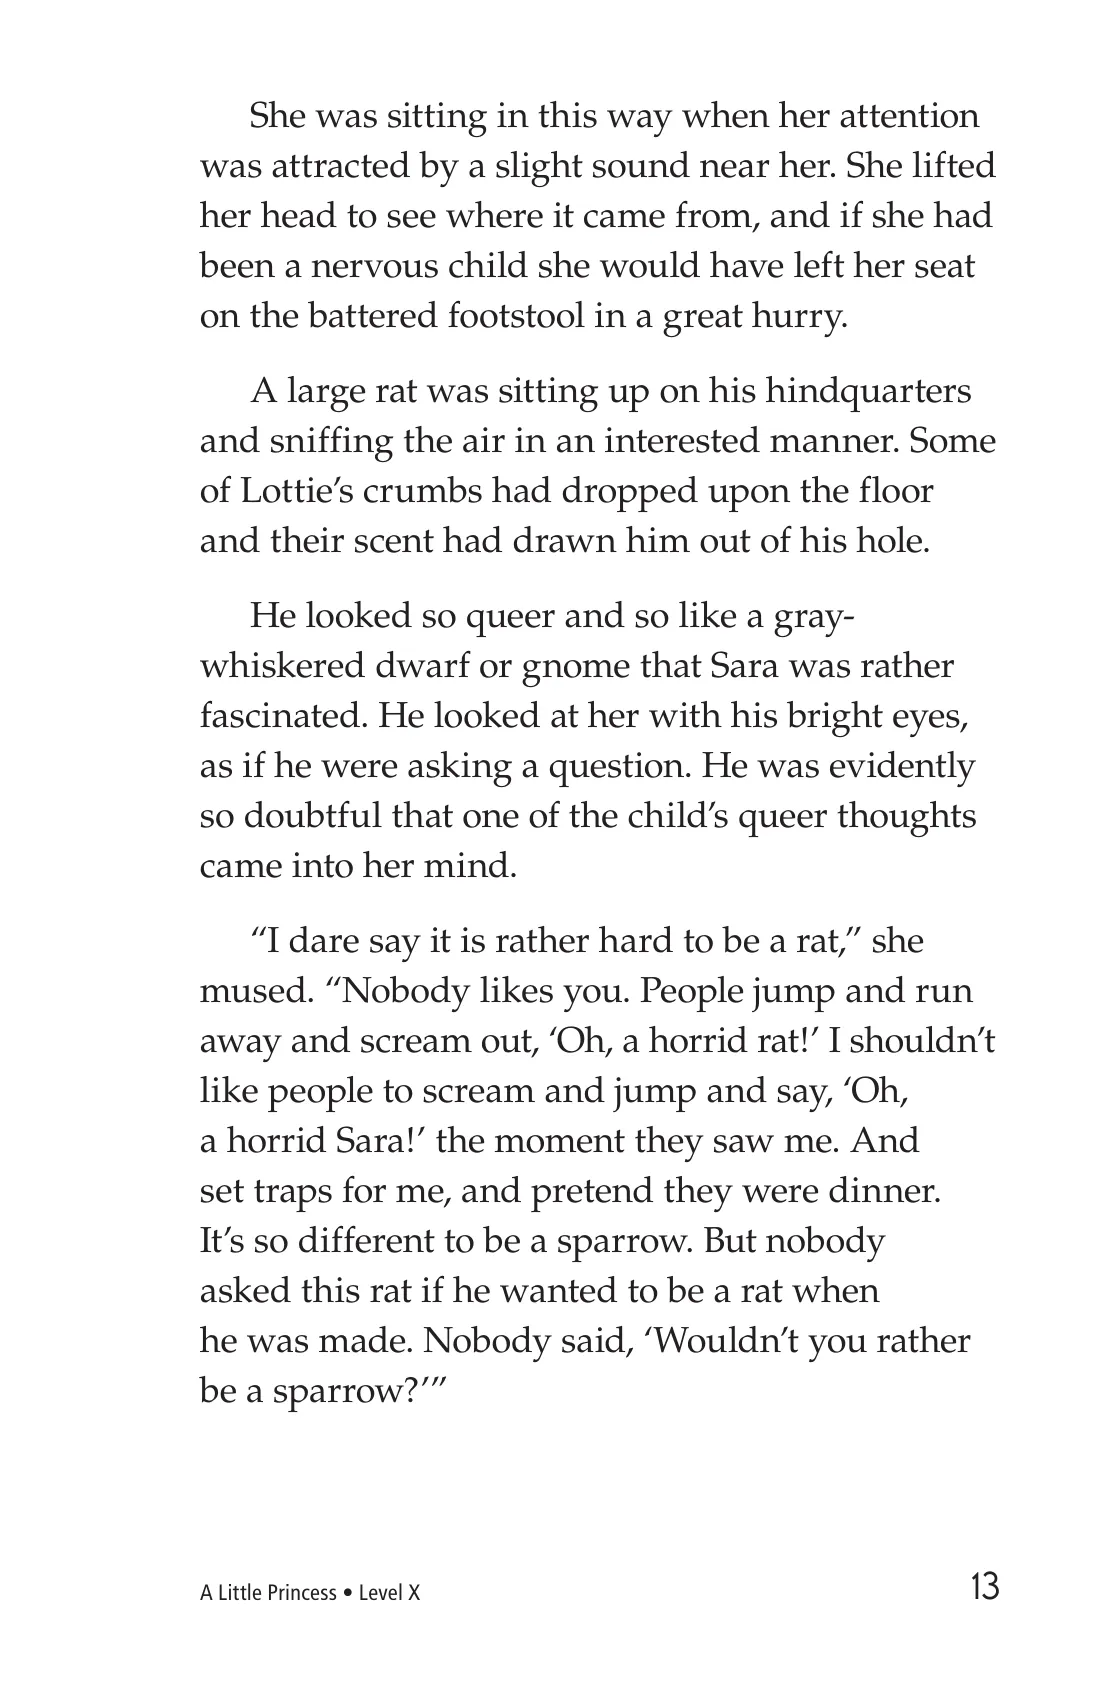 She was sitting in this way when her attention
was attracted by a slight sound near her. She lifted
her head to see where it came from, and if she had
been a nervous child she would have left her seat
on the battered footstool in a great hurry.
A large rat was sitting up on his hindquarters
and sniffing the air in an interested manner. Some
of Lottie’s crumbs had dropped upon the floor
and their scent had drawn him out of his hole.
He looked so queer and so like a gray-
whiskered dwarf or gnome that Sara was rather
fascinated. He looked at her with his bright eyes,
as if he were asking a question. He was evidently
so doubtful that one of the child’s queer thoughts
came into her mind.
“I dare say it is rather hard to be a rat,” she
mused. “Nobody likes you. People jump and run
away and scream out, ‘Oh, a horrid rat!’ I shouldn’t
like people to scream and jump and say, ‘Oh,
a horrid Sara!’ the moment they saw me. And
set traps for me, and pretend they were dinner.
It’s so different to be a sparrow. But nobody
asked this rat if he wanted to be a rat when
he was made. Nobody said, ‘Wouldn’t you rather
be a sparrow?’”
A Little Princess • Level X
13